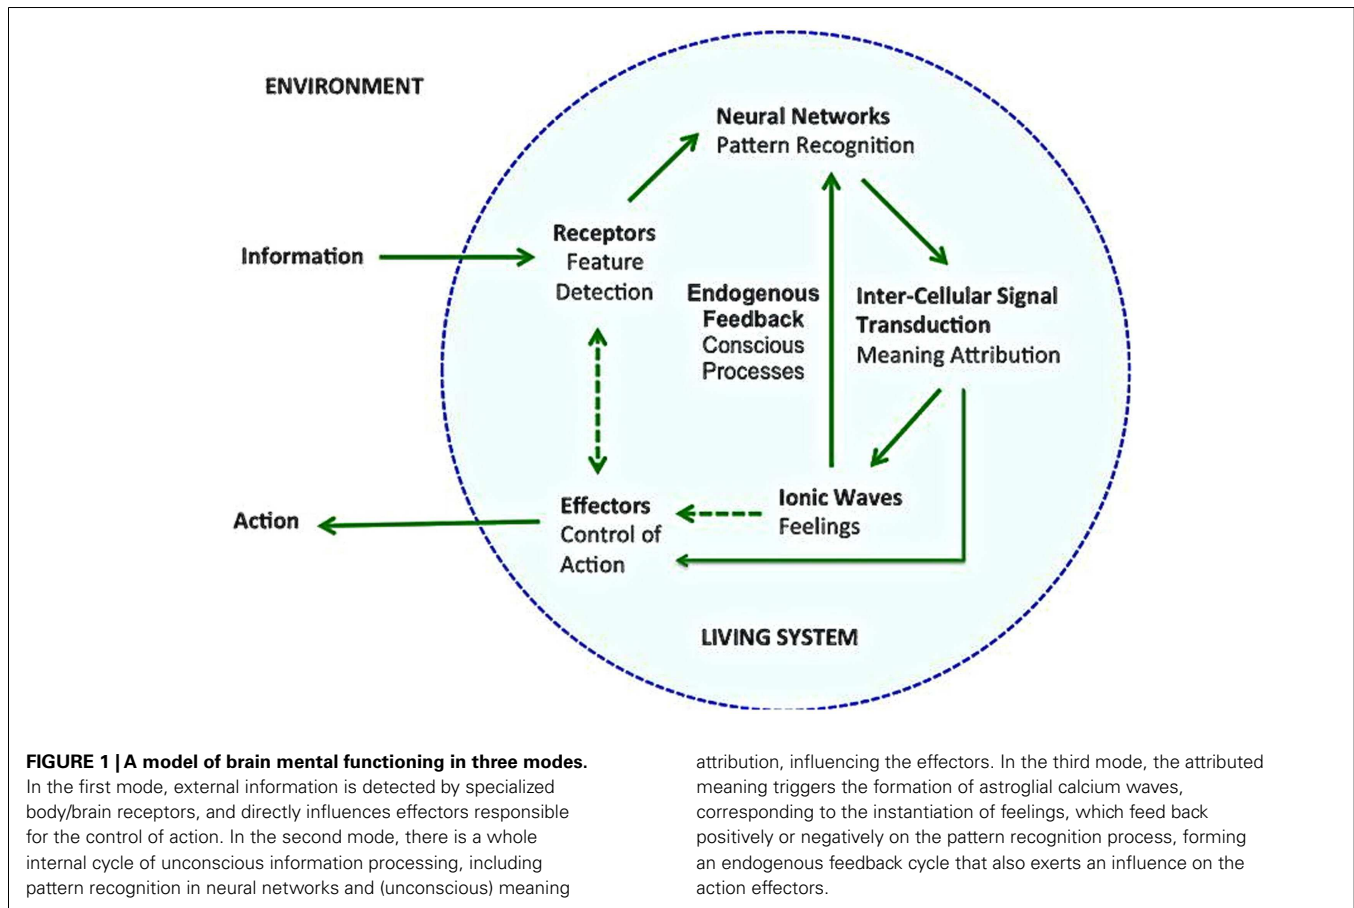 ENVIRONMENT
Neural Networks
Pattern Recognition
Receptors
Feature
Detection
Information
Endogenous
Feedback
Conscious
Processes
Inter-Cellular Signal
Transduction
Meaning Attribution
Ionic Waves
Feelings
Effectors
Control of
Action
Action
LIVING SYSTEM
FIGURE 1 | A model of brain mental functioning in three modes.
In the first mode, external information is detected by specialized
body/brain receptors, and directly influences effectors responsible
for the control of action. In the second mode, there is a whole
internal cycle of unconscious information processing, including
pattern recognition in neural networks and (unconscious) meaning
attribution, influencing the effectors. In the third mode, the attributed
meaning triggers the formation of astroglial calcium waves,
corresponding to the instantiation of feelings, which feed back
positively or negatively on the pattern recognition process, forming
an endogenous feedback cycle that also exerts an influence on the
action effectors.